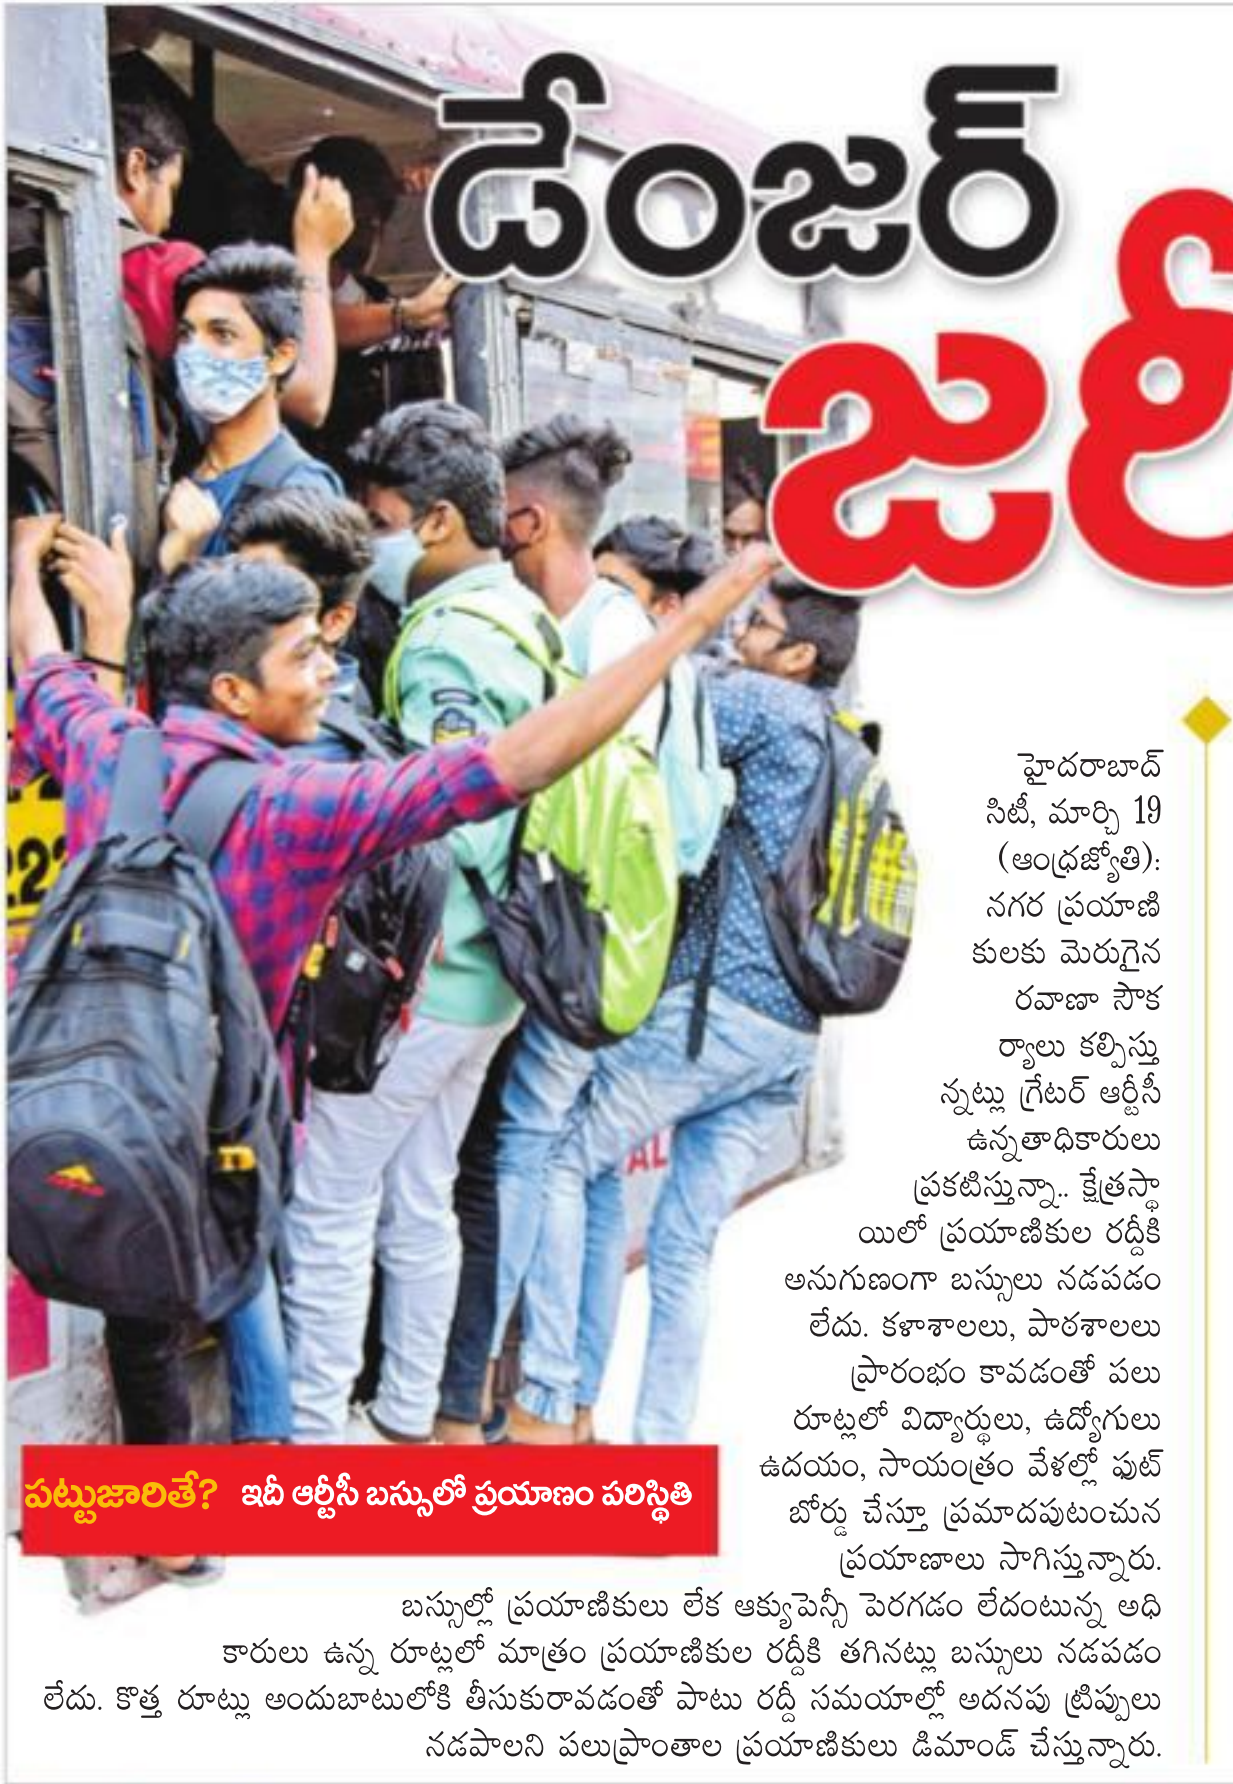 డేంజర్
పట్టుజారితే? ఇదీ ఆర్టీసీ బస్సులో ప్రయాణం పరిస్థితి
హైదరాబాద్
సిటీ, మార్చి 19
(ఆంధ్రజ్యోతి):
నగర ప్రయాణి
కులకు మెరుగైన
రవాణా సౌక
ర్యాలు కల్పిస్తు
న్నట్లు గ్రేటర్ ఆర్టీసీ
ఉన్నతాధికారులు
ప్రకటిస్తున్నా.. క్షేత్రస్థా
యిలో ప్రయాణికుల రద్దీకి
అనుగుణంగా బస్సులు నడపడం
లేదు. కళాశాలలు, పాఠశాలలు
ప్రారంభం కావడంతో పలు
రూట్లలో విద్యార్థులు, ఉద్యోగులు
ఉదయం, సాయంత్రం వేళల్లో ఫుట్
బోర్డు చేస్తూ ప్రమాదపుటంచున
ప్రయాణాలు సాగిస్తున్నారు.
బస్సుల్లో ప్రయాణికులు లేక ఆక్యుపెన్సీ పెరగడం లేదంటున్న అధి
కారులు ఉన్న రూట్లలో మాత్రం ప్రయాణికుల రద్దీకి తగినట్లు బస్సులు నడపడం
లేదు. కొత్త రూట్లు అందుబాటులోకి తీసుకురావడంతో పాటు రద్దీ సమయాల్లో అదనపు ట్రిప్పులు
నడపాలని పలుప్రాంతాల ప్రయాణికులు డిమాండ్ చేస్తున్నారు.